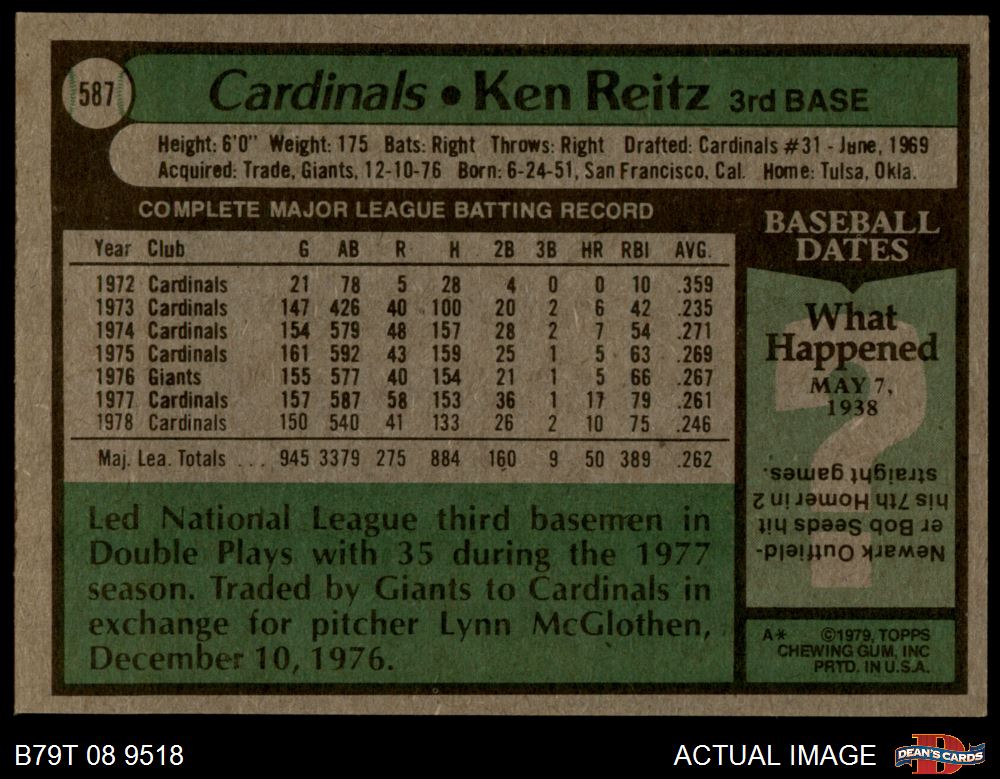 587
Cardinals • Ken Reitz 3rd BASE
Height: 6'0" Weight: 175 Bats: Right Throws: Right Drafted: Cardinals #31 - June, 1969
Acquired: Trade, Giants, 12-10-76 Born: 6-24-51, San Francisco, Cal. Home: Tulsa, Okla.
COMPLETE MAJOR LEAGUE BATTING RECORD
Year Club G AB R H 2B 3B HR RBI AVG.
1972 Cardinals 21 78 5 28 4 0 0 10 .359
1973 Cardinals 147 426 40 100 20 2 6 42 .235
1974 Cardinals 154 579 48 157 28 2 7 54 .271
1975 Cardinals 161 592 43 159 25 1 5 63 .269
1976 Giants 155 577 40 154 21 1 5 66 .267
1977 Cardinals 157 587 58 153 36 1 17 79 .261
1978 Cardinals 150 540 41 133 26 2 10 75 .246
Maj. Lea. Totals ... 945 3379 275 884 160 9 50 389 .262
Led National League third basemen in
Double Plays with 35 during the 1977
season. Traded by Giants to Cardinals in
exchange for pitcher Lynn McGlothen,
December 10, 1976.
BASEBALL
DATES
What
Happened
MAY 7,
1938
?
Newark Outfield-
er Bob Seeds hit
his 7th Homer in 2
straight games.
A* ©1979, TOPPS
CHEWING GUM, INC
PRTD. IN U.S.A.
B79T 08 9518
ACTUAL IMAGE
DEAN'S CARDS